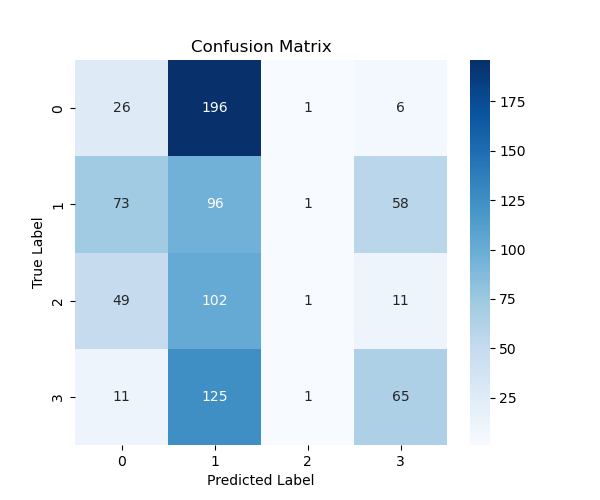 Confusion Matrix
0 26 196 1 6
1 73 96 1 58
2 49 102 1 11
3 11 125 1 65
0 1 2 3
True Label
Predicted Label
175
150
125
100
75
50
25